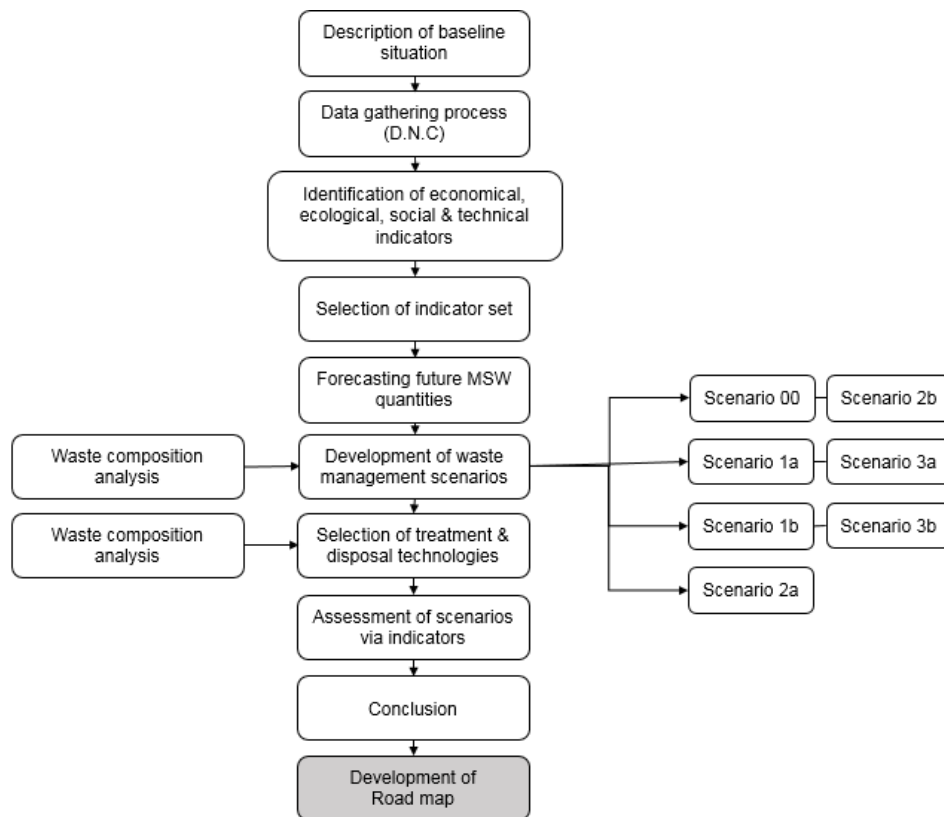 Description of baseline
situation
Data gathering process
(D.N.C)
Identification of economical,
ecological, social & technical
indicators
Selection of indicator set
Forecasting future MSW
quantities
Scenario 00
Scenario 2b
Waste composition
analysis
Development of waste
management scenarios
Scenario 1a
Scenario 3a
Waste composition
analysis
Selection of treatment &
disposal technologies
Scenario 1b
Scenario 3b
Scenario 2a
Assessment of scenarios
via indicators
Conclusion
Development of
Road map